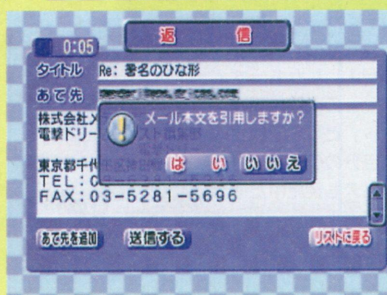 返 信
0:05
タイトル Re: 署名のひな形
あて先
メール本文を引用しますか?
は い いいえ
株式会社メ
電撃ドリー
東京都千代
TEL:0
FAX:03-5281-5696
あて先を追加 送信する リストに戻る